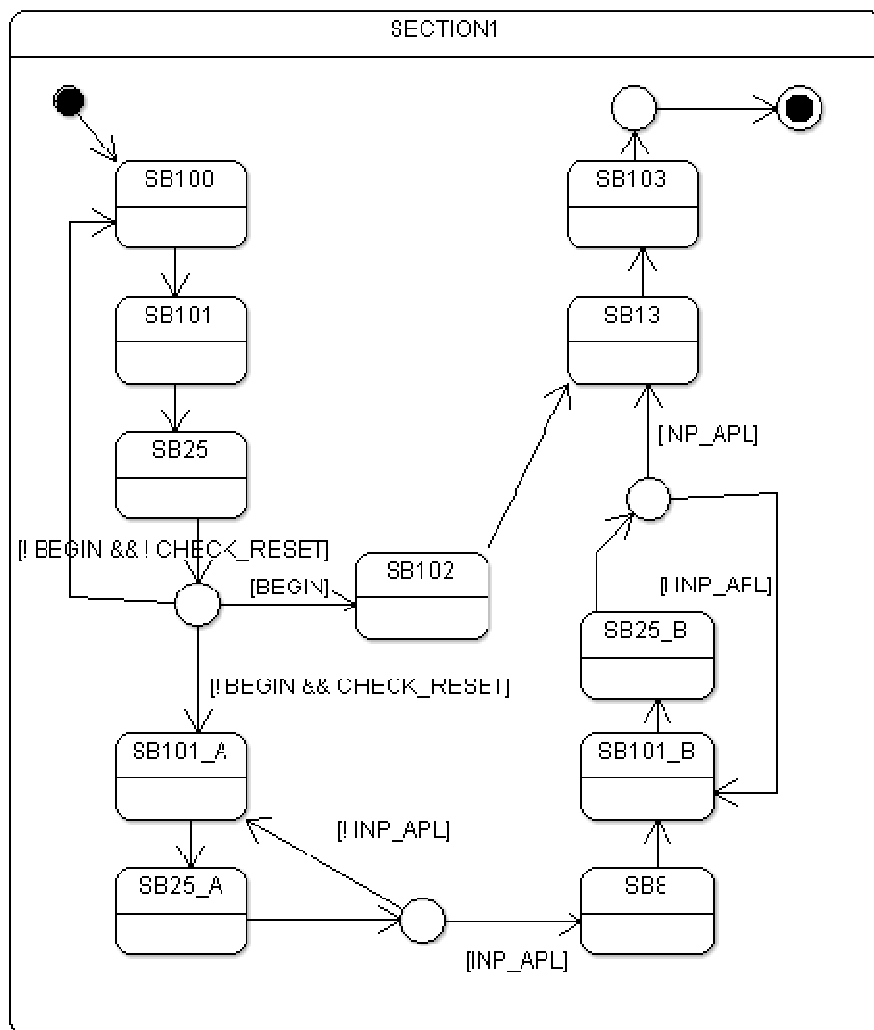 SECTION1
SB100
SB103
SB101
SB13
[NP_APL]
SB25
[! BEGIN && ! CHECK_RESET]
[BEGIN]
SB102
[! INP_APL]
SB25_B
[! BEGIN && CHECK_RESET]
SB101_A
SB101_B
[! INP_APL]
SB25_A
[INP_APL]